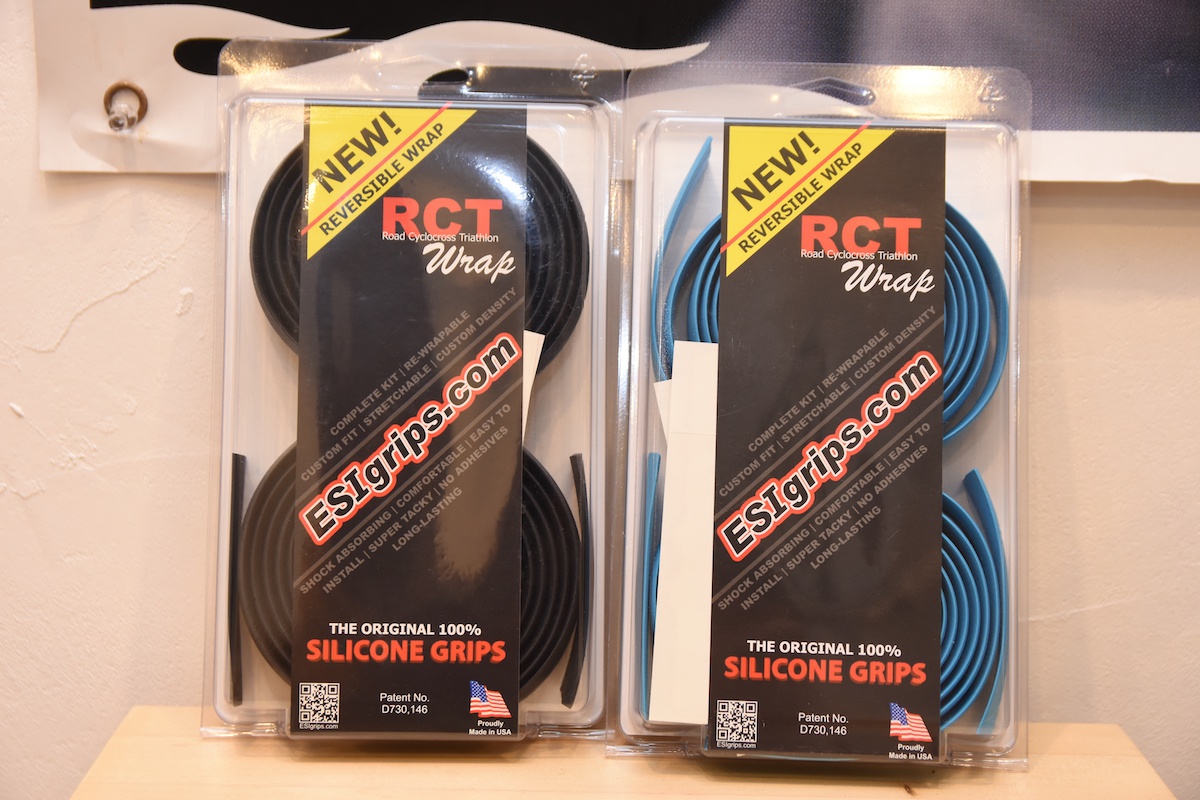 NEW!
REVERSIBLE WRAP
RCT
Road Cyclocross Triathlon
Wrap
COMPLETE KIT | RE-WRAPABLE
CUSTOM FIT | STRETCHABLE | CUSTOM DENSITY
ESIgrips.com
SHOCK ABSORBING | COMFORTABLE | EASY TO
INSTALL | SUPER TACKY | NO ADHESIVES
LONG-LASTING
THE ORIGINAL 100%
SILICONE GRIPS
ESIgrips.com
Patent No.
D730,146
Proudly
Made in USA
NEW!
REVERSIBLE WRAP
RCT
Road Cyclocross Triathlon
Wrap
COMPLETE KIT | RE-WRAPABLE
CUSTOM FIT | STRETCHABLE | CUSTOM DENSITY
ESIgrips.com
SHOCK ABSORBING | COMFORTABLE | EASY TO
INSTALL | SUPER TACKY | NO ADHESIVES
LONG-LASTING
THE ORIGINAL 100%
SILICONE GRIPS
ESIgrips.com
Patent No.
D730,146
Proudly
Made in USA